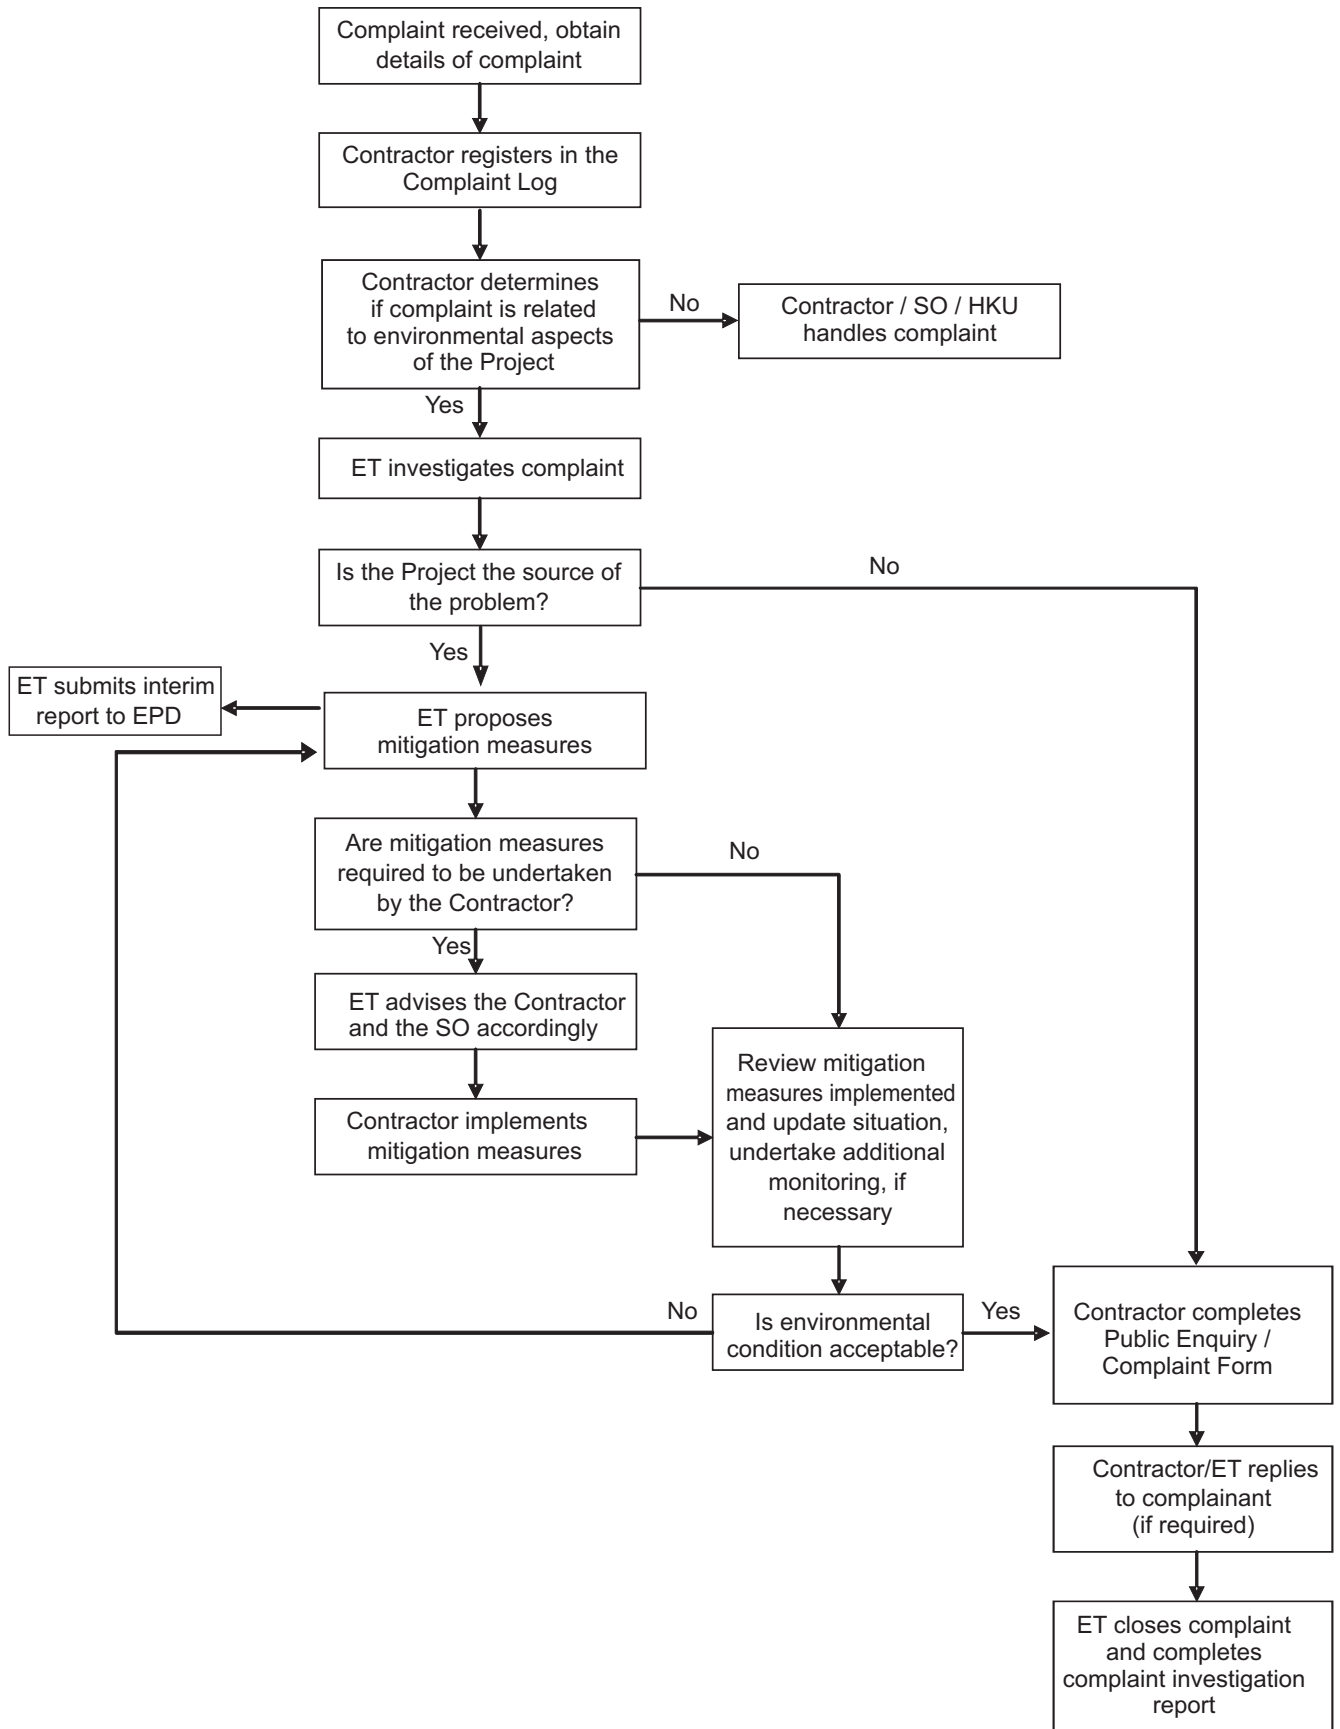 Complaint received, obtain
details of complaint
Contractor registers in the
Complaint Log
Contractor determines
if complaint is related
to environmental aspects
of the Project
No
Contractor / SO / HKU
handles complaint
Yes
ET investigates complaint
Is the Project the source of
the problem?
No
Yes
ET submits interim
report to EPD
ET proposes
mitigation measures
Are mitigation measures
required to be undertaken
by the Contractor?
No
Yes
ET advises the Contractor
and the SO accordingly
Contractor implements
mitigation measures
Review mitigation
measures implemented
and update situation,
undertake additional
monitoring, if
necessary
No
Is environmental
condition acceptable?
Yes
Contractor completes
Public Enquiry /
Complaint Form
Contractor/ET replies
to complainant
(if required)
ET closes complaint
and completes
complaint investigation
report